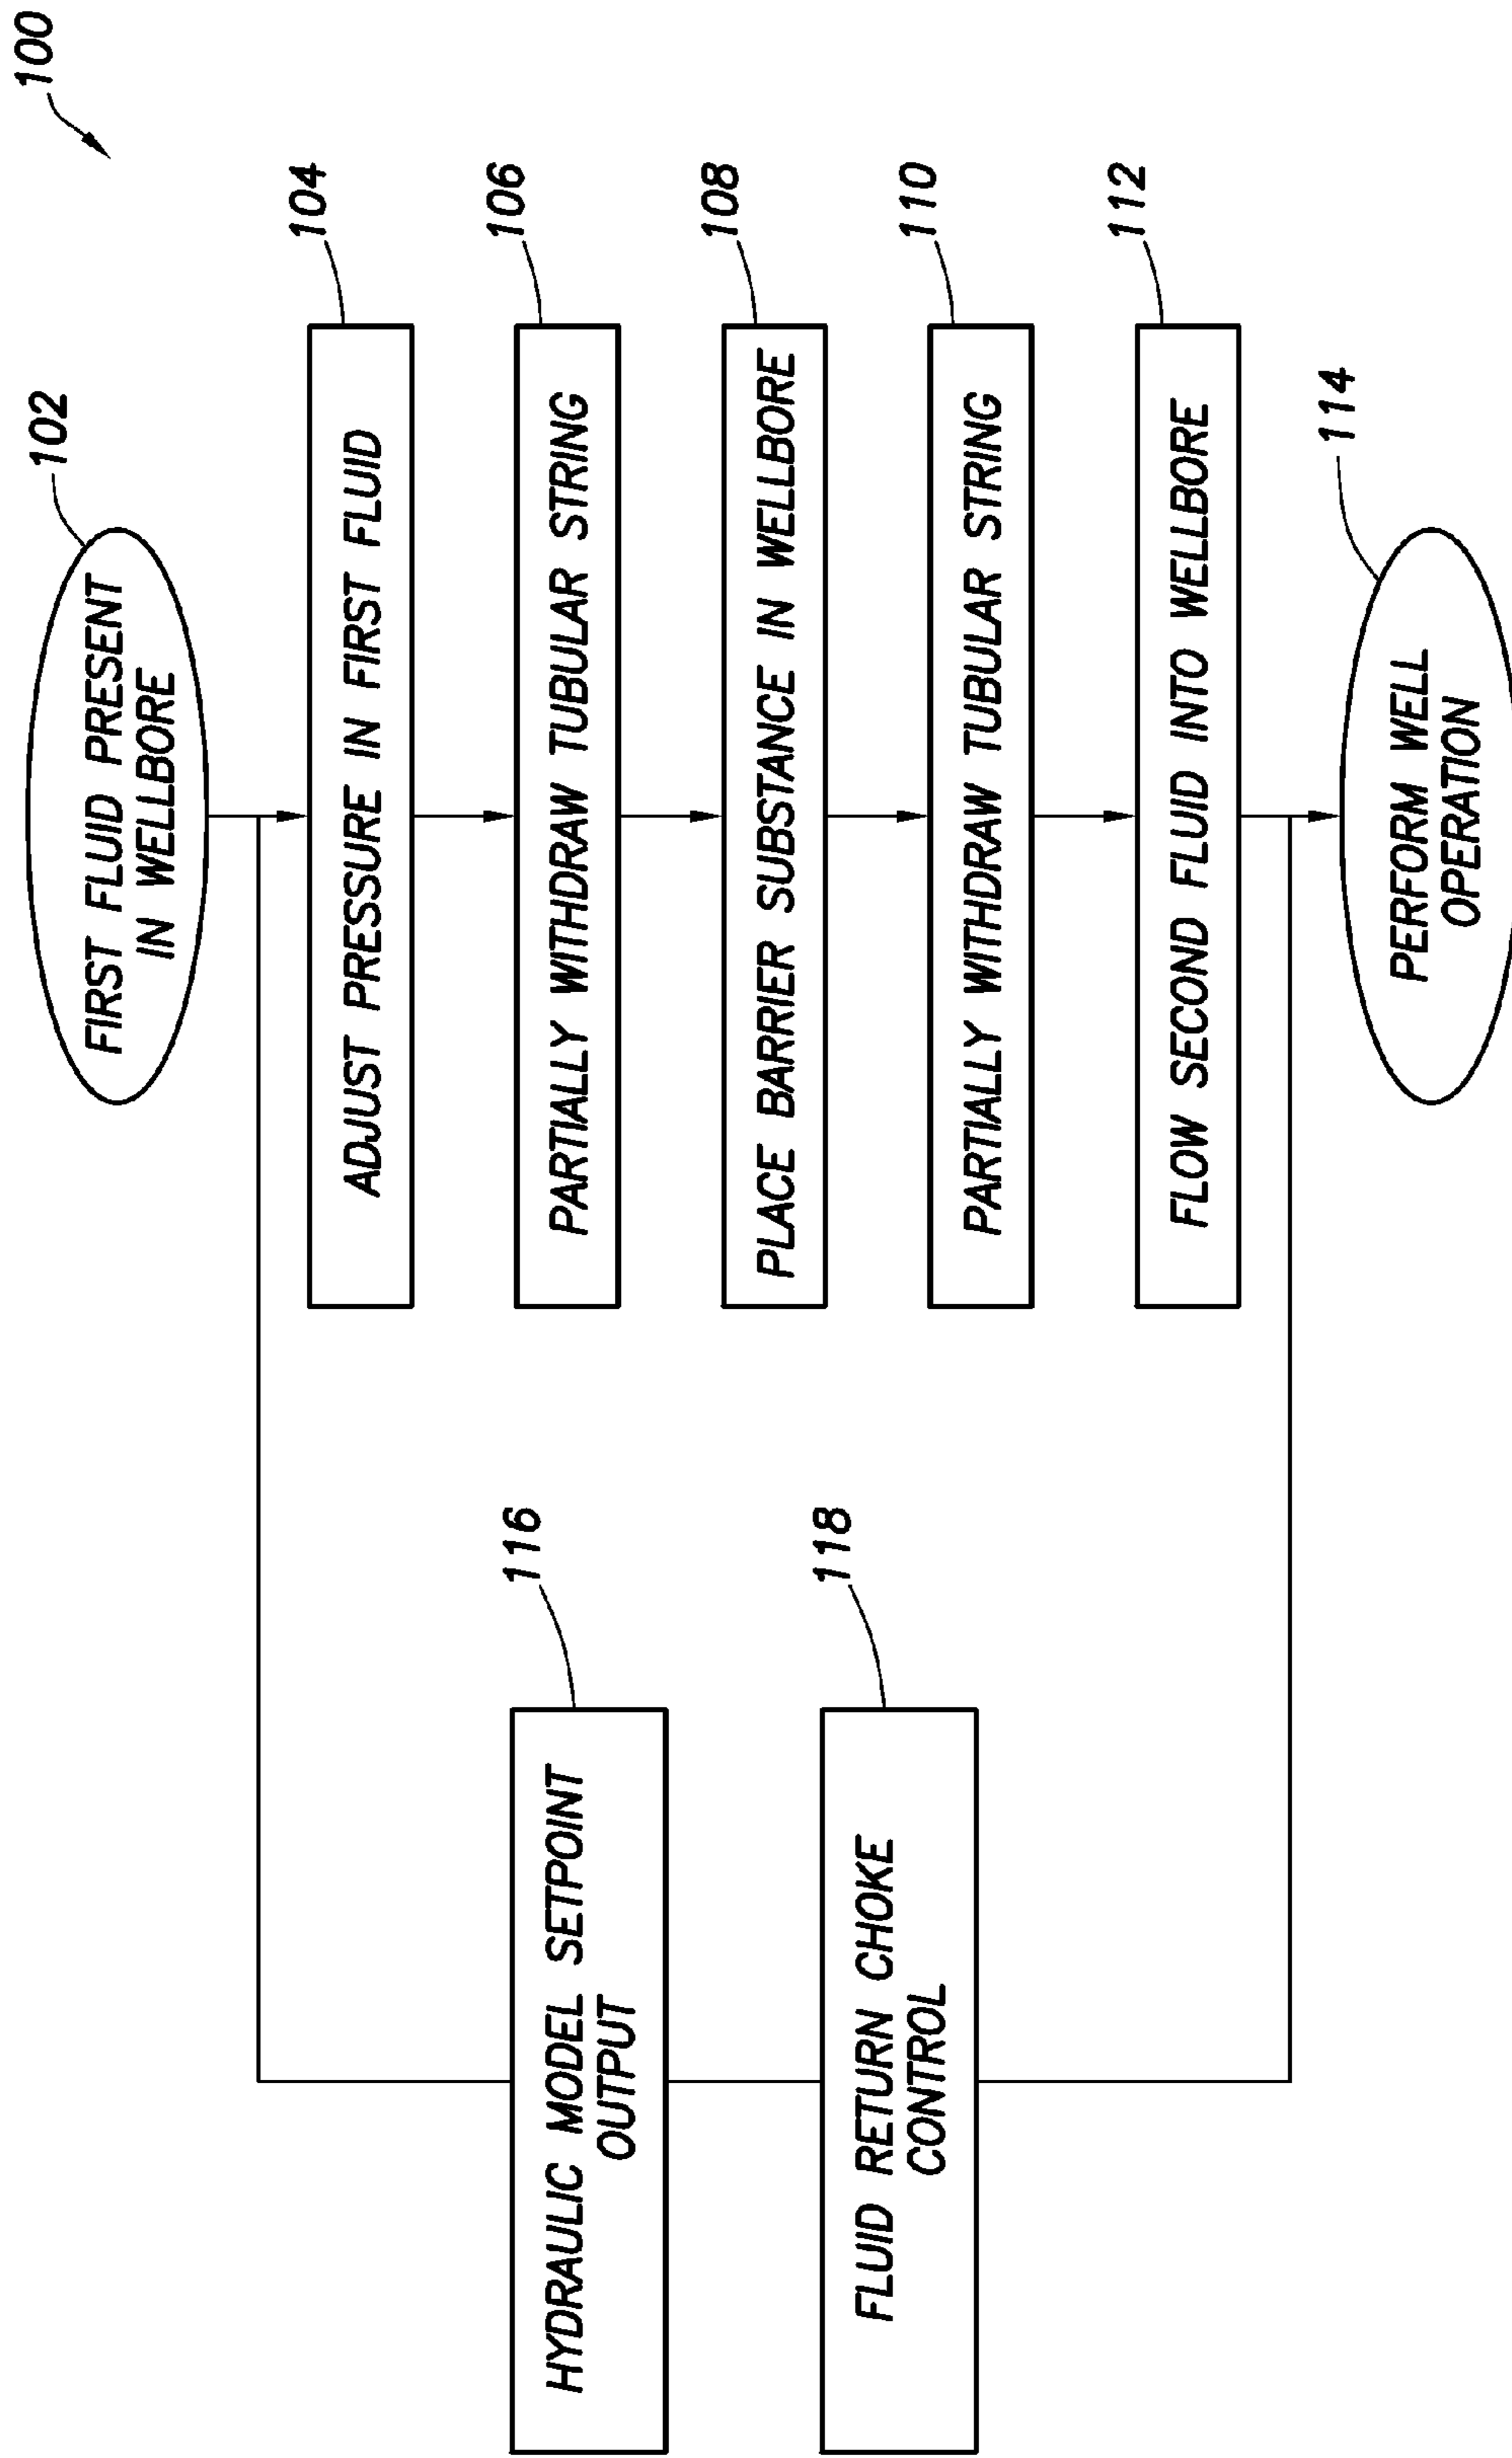 100
102
FIRST FLUID PRESENT
IN WELLBORE
104
ADJUST PRESSURE IN FIRST FLUID
106
PARTIALLY WITHDRAW TUBULAR STRING
108
PLACE BARRIER SUBSTANCE IN WELLBORE
110
PARTIALLY WITHDRAW TUBULAR STRING
112
FLOW SECOND FLUID INTO WELLBORE
114
PERFORM WELL
OPERATION
116
HYDRAULIC MODEL SETPOINT
OUTPUT
118
FLUID RETURN CHOKE
CONTROL